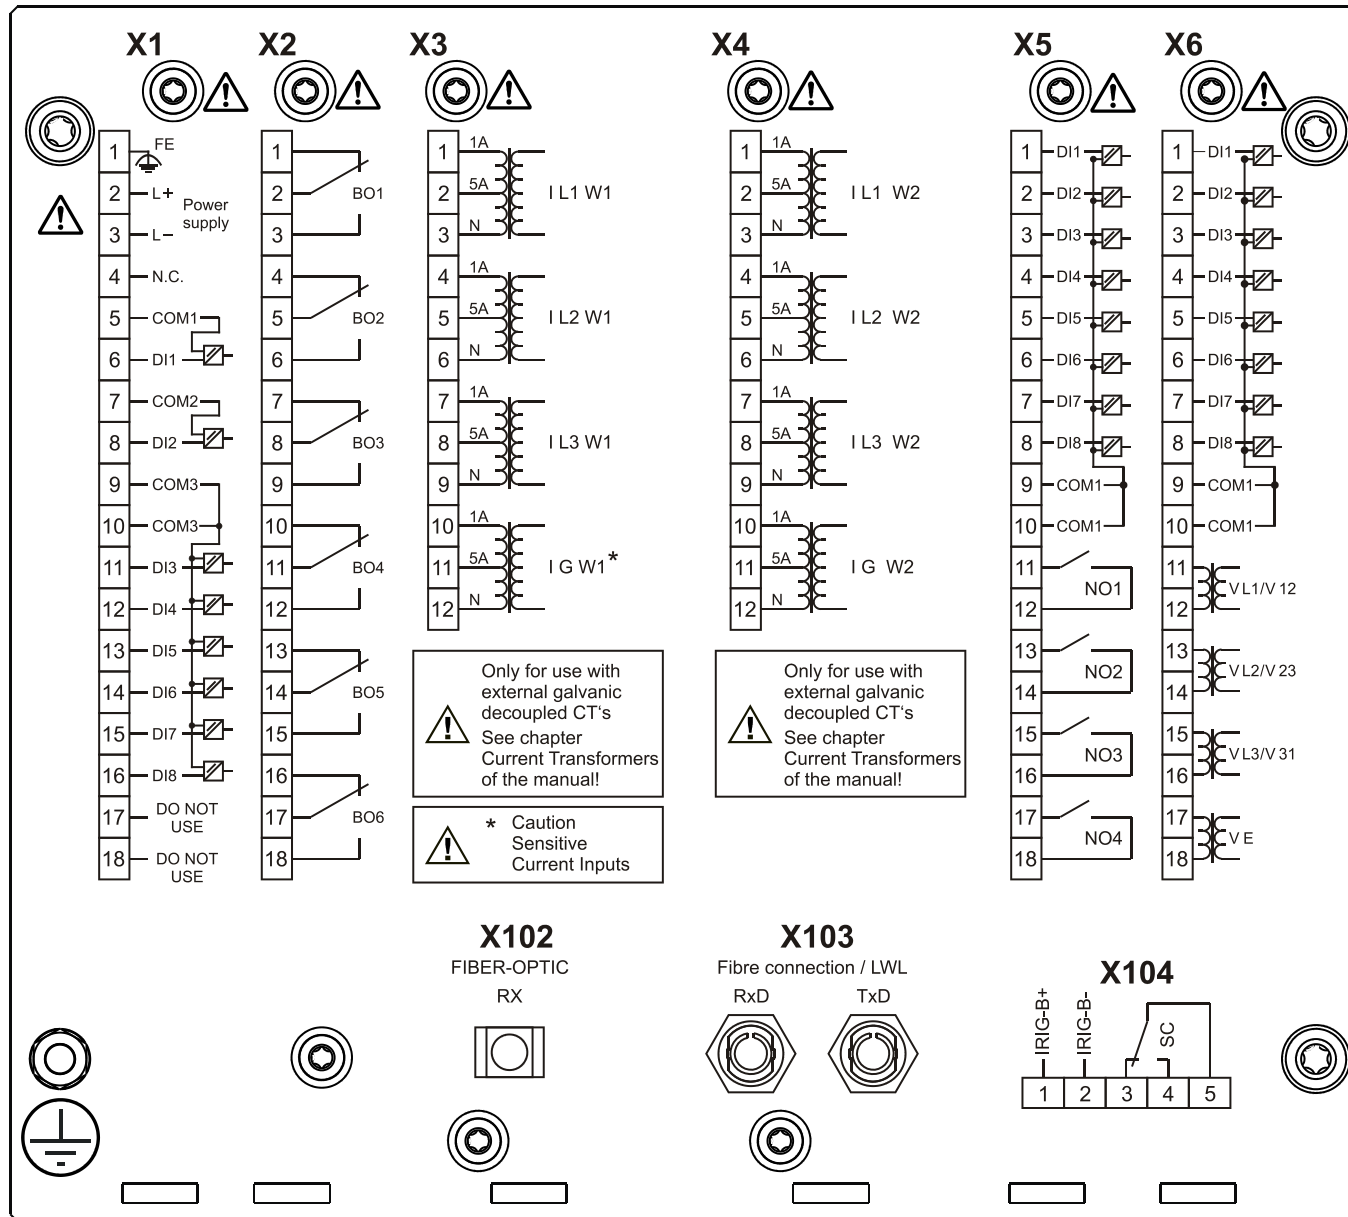 X1 X2 X3 X4 X5 X6
1 FE
2 L+
Power
supply
3 L−
4 N.C.
5 COM1
6 DI1
7 COM2
8 DI2
9 COM3
10 COM3
11 DI3
12 DI4
13 DI5
14 DI6
15 DI7
16 DI8
17 DO NOT
USE
18 DO NOT
USE
1
2 BO1
3
4
5 BO2
6
7
8 BO3
9
10
11 BO4
12
13
14 BO5
15
16
17 BO6
18
1 1A
2 5A I L1 W1
3 N
4 1A
5 5A I L2 W1
6 N
7 1A
8 5A I L3 W1
9 N
10 1A
11 5A I G W1*
12 N
Only for use with
external galvanic
decoupled CT‘s
See chapter
Current Transformers
of the manual!
* Caution
Sensitive
Current Inputs
1 1A
2 5A I L1 W2
3 N
4 1A
5 5A I L2 W2
6 N
7 1A
8 5A I L3 W2
9 N
10 1A
11 5A I G W2
12 N
Only for use with
external galvanic
decoupled CT‘s
See chapter
Current Transformers
of the manual!
1 DI1
2 DI2
3 DI3
4 DI4
5 DI5
6 DI6
7 DI7
8 DI8
9 COM1
10 COM1
11
NO1
12
13
NO2
14
15
NO3
16
17
NO4
18
1 DI1
2 DI2
3 DI3
4 DI4
5 DI5
6 DI6
7 DI7
8 DI8
9 COM1
10 COM1
11
V L1/V 12
12
13
V L2/V 23
14
15
V L3/V 31
16
17
V E
18
X102
FIBER-OPTIC
RX
X103
Fibre connection / LWL
RxD TxD
X104
IRIG-B+
IRIG-B-
SC
1 2 3 4 5